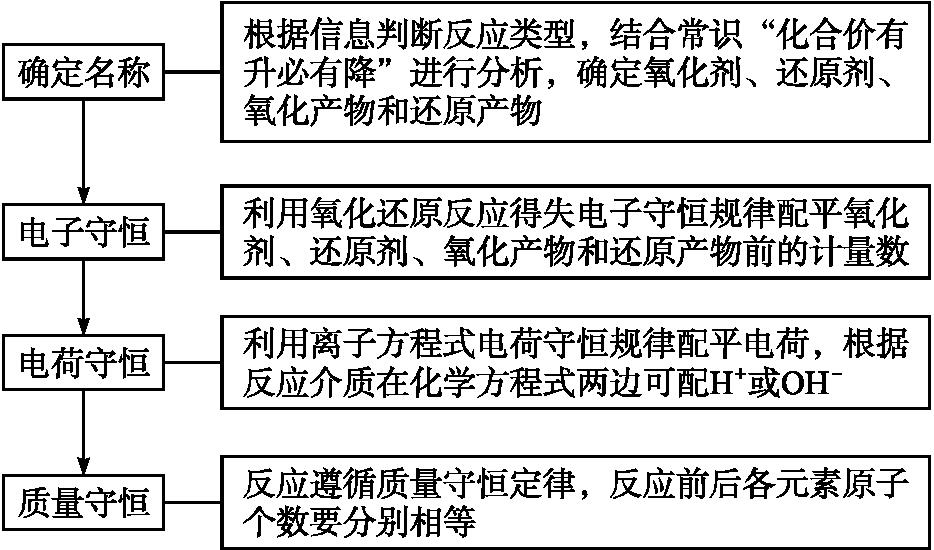 确定名称
根据信息判断反应类型，结合常识“化合价有
升必有降”进行分析，确定氧化剂、还原剂、
氧化产物和还原产物
电子守恒
利用氧化还原反应得失电子守恒规律配平氧化
剂、还原剂、氧化产物和还原产物前的计量数
电荷守恒
利用离子方程式电荷守恒规律配平电荷，根据
反应介质在化学方程式两边可配H⁺或OH⁻
质量守恒
反应遵循质量守恒定律，反应前后各元素原子
个数要分别相等